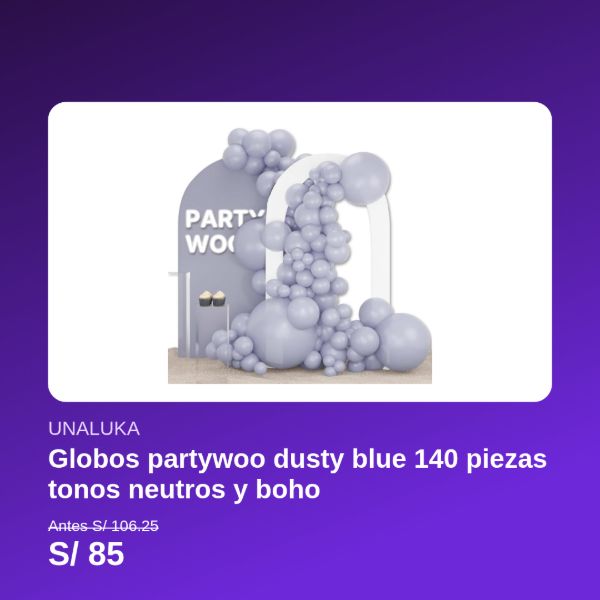 PARTY
WOO
UNALUKA
Globos partywoo dusty blue 140 piezas
tonos neutros y boho
Antes S/ 106.25
S/ 85